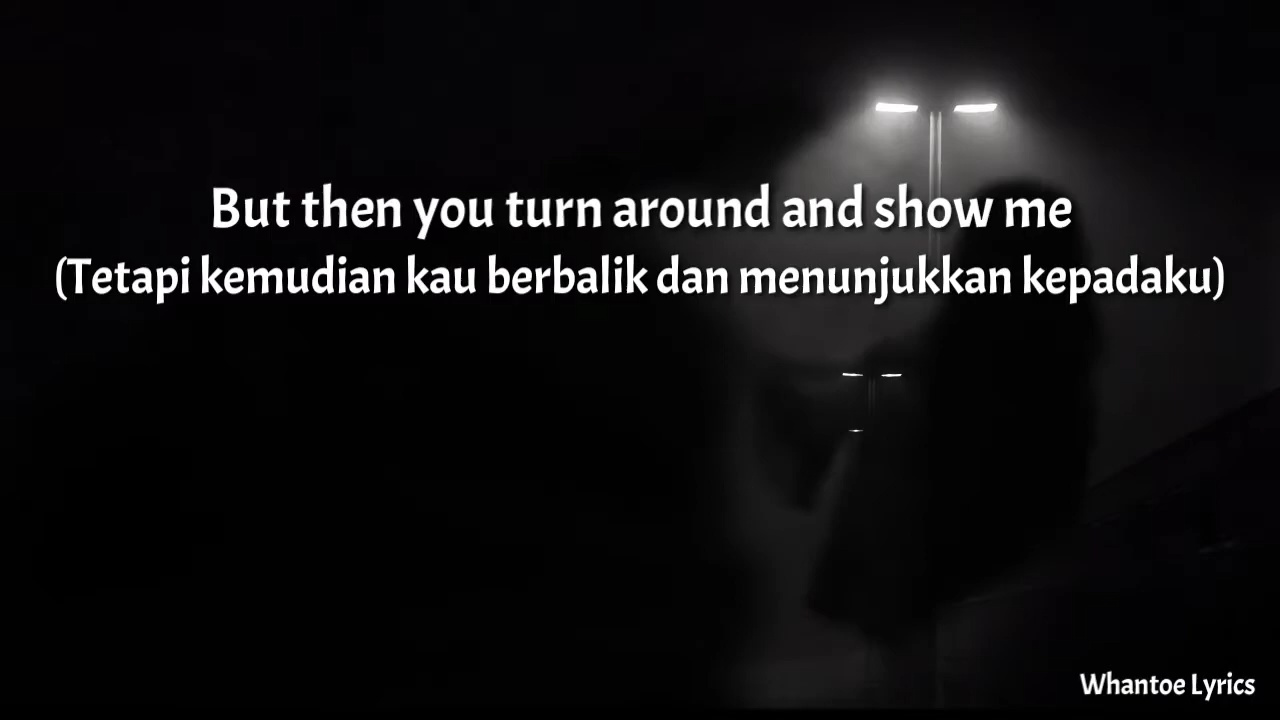 But then you turn around and show me
(Tetapi kemudian kau berbalik dan menunjukkan kepadaku)
Whantoe Lyrics